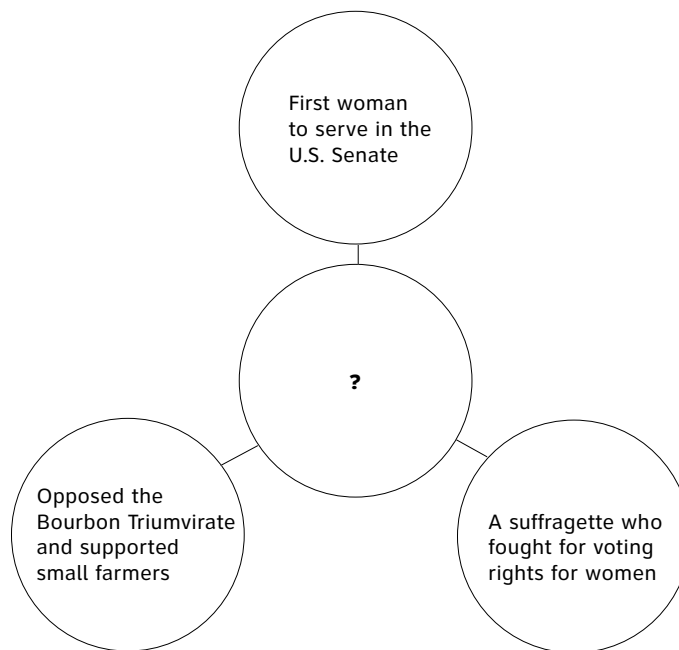 First woman
to serve in the
U.S. Senate
?
Opposed the
Bourbon Triumvirate
and supported
small farmers
A suffragette who
fought for voting
rights for women